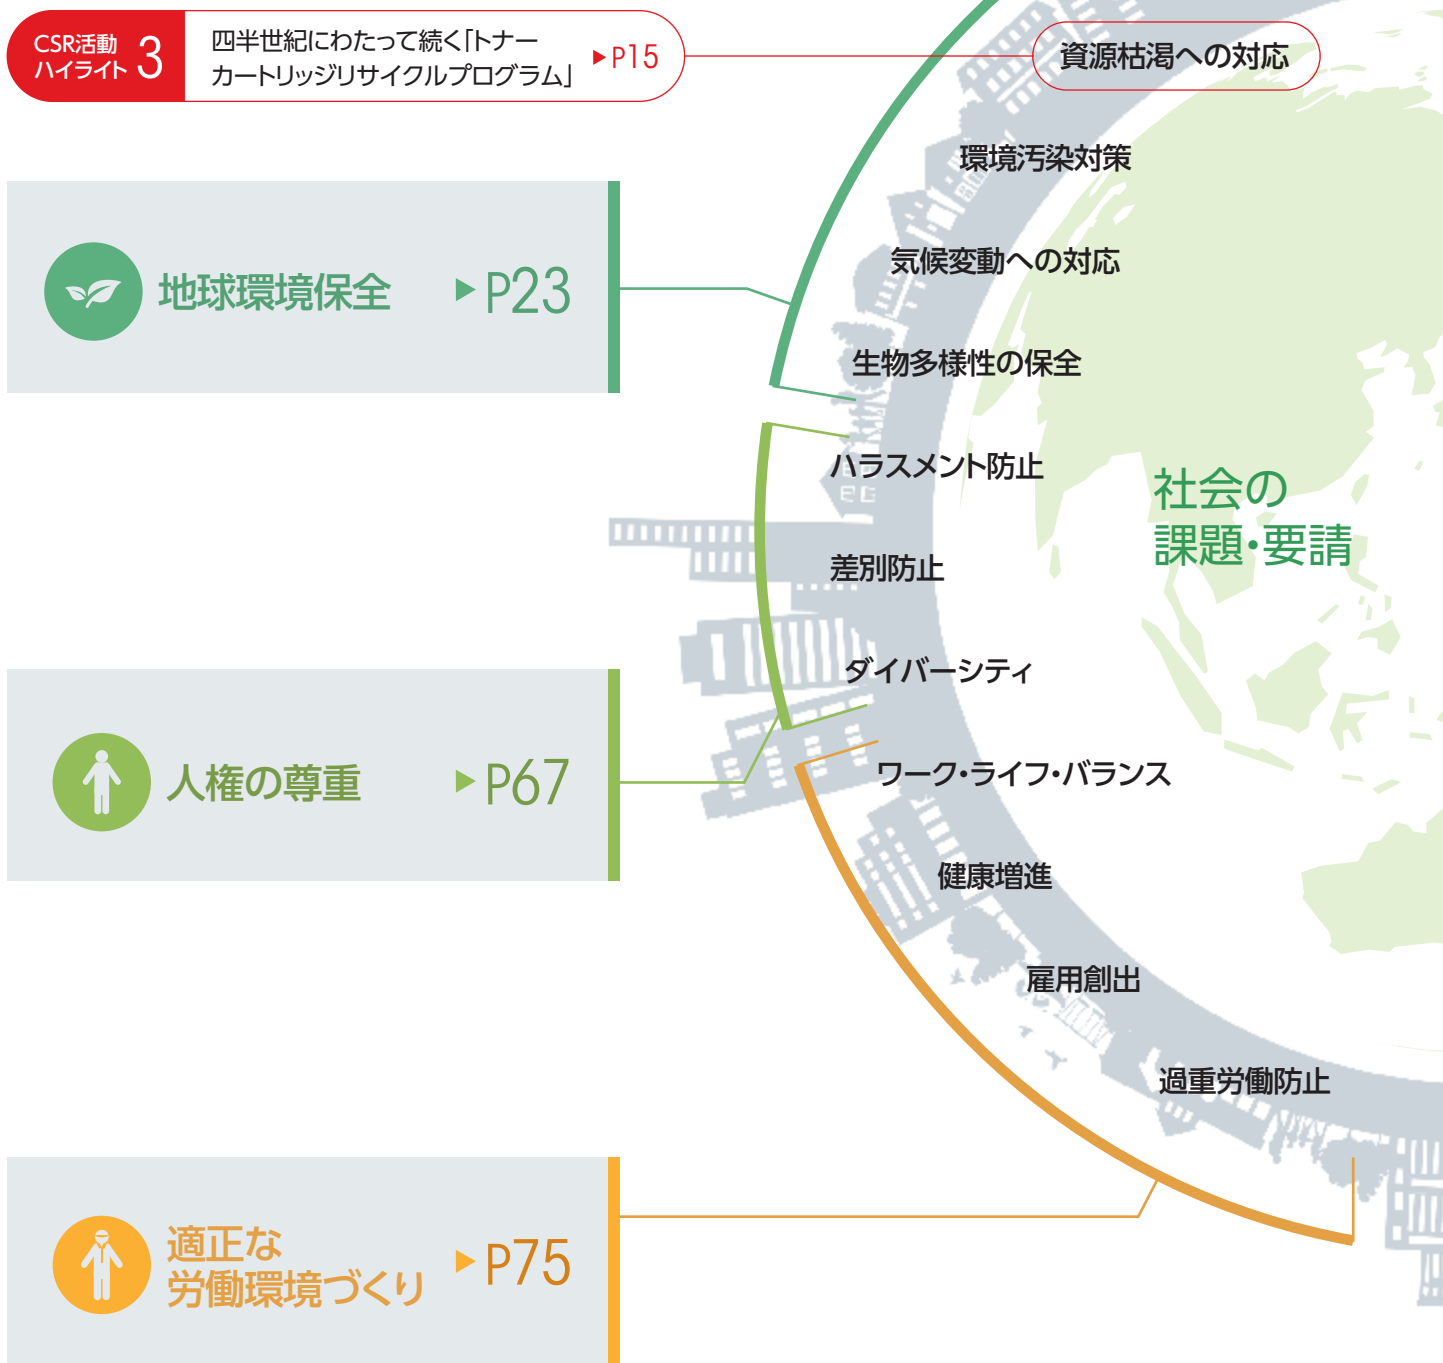 CSR活動
ハイライト 3
四半世紀にわたって続く「トナー
カートリッジリサイクルプログラム」
▶P15
資源枯渇への対応
環境汚染対策
気候変動への対応
生物多様性の保全
地球環境保全 ▶P23
ハラスメント防止
差別防止
ダイバーシティ
社会の
課題・要請
人権の尊重 ▶P67
ワーク・ライフ・バランス
健康増進
雇用創出
過重労働防止
適正な
労働環境づくり ▶P75